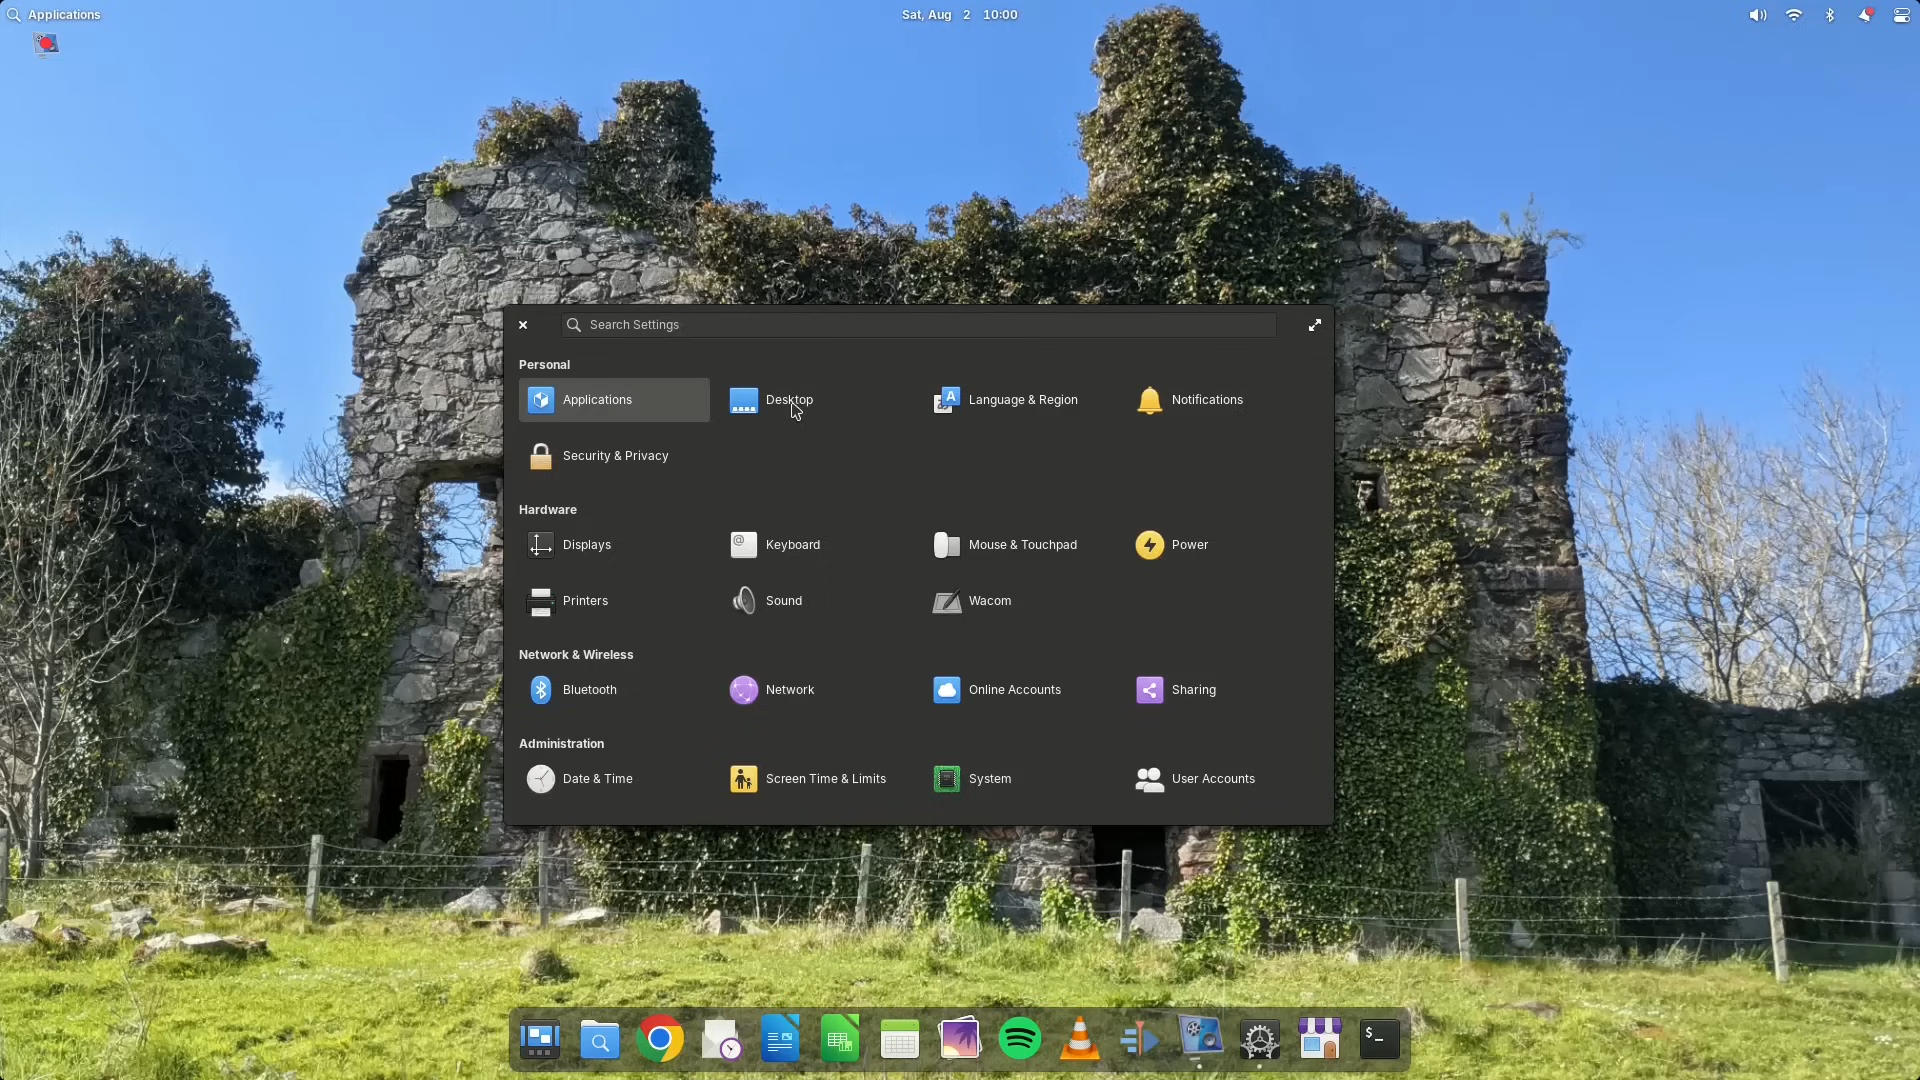 Applications
Sat, Aug 2 10:00
Search Settings
Personal
Applications
Desktop
Language & Region
Notifications
Security & Privacy
Hardware
Displays
Keyboard
Mouse & Touchpad
Power
Printers
Sound
Wacom
Network & Wireless
Bluetooth
Network
Online Accounts
Sharing
Administration
Date & Time
Screen Time & Limits
System
User Accounts